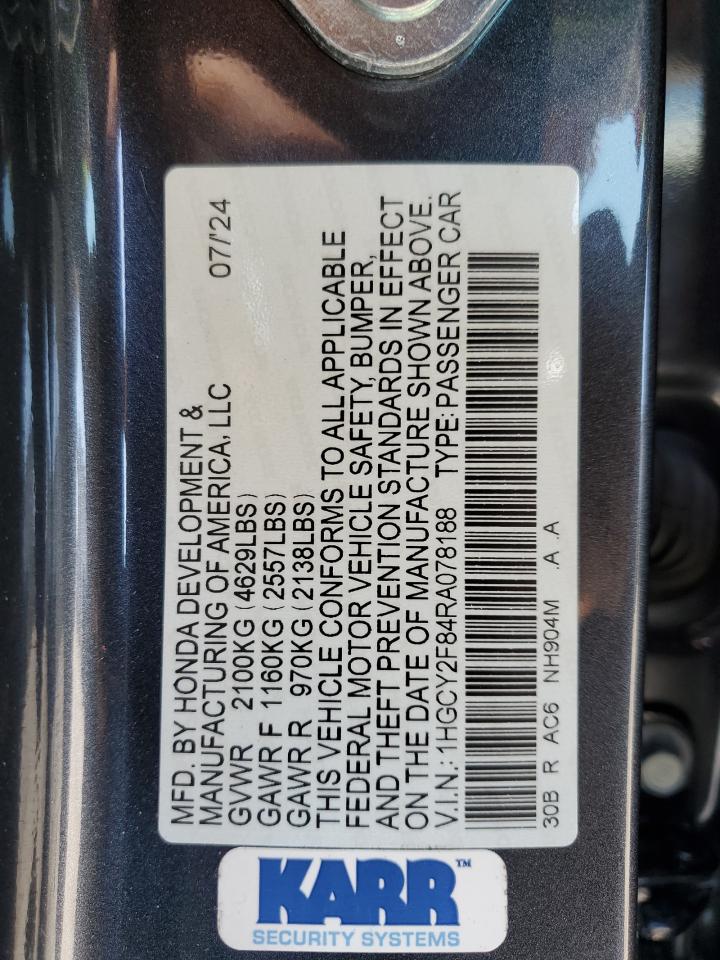 MFD. BY HONDA DEVELOPMENT &
MANUFACTURING OF AMERICA, LLC 07/'24
GVWR 2100KG (4629LBS)
GAWR F 1160KG (2557LBS)
GAWR R 970KG (2138LBS)
THIS VEHICLE CONFORMS TO ALL APPLICABLE
FEDERAL MOTOR VEHICLE SAFETY, BUMPER,
AND THEFT PREVENTION STANDARDS IN EFFECT
ON THE DATE OF MANUFACTURE SHOWN ABOVE.
V.I.N.: 1HGCY2F84RA078188 TYPE: PASSENGER CAR
30B R AC6 NH904M .A .A
KARR™
SECURITY SYSTEMS